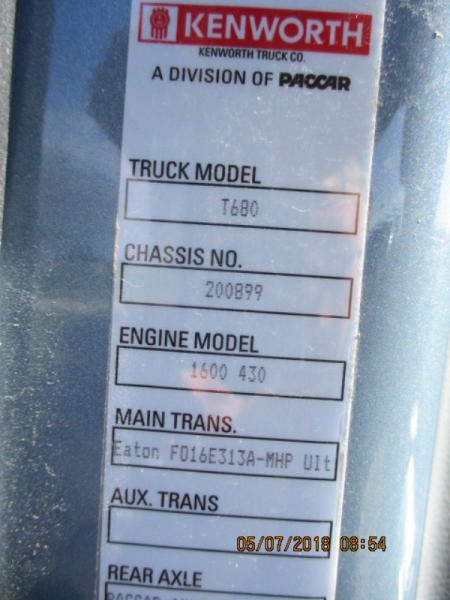 KENWORTH
KENWORTH TRUCK CO.
A DIVISION OF PACCAR
TRUCK MODEL
T680
CHASSIS NO.
200899
ENGINE MODEL
1600 430
MAIN TRANS.
Eaton FO16E313A-MHP Ult
AUX. TRANS
05/07/2018 08:54
REAR AXLE
PACCAR